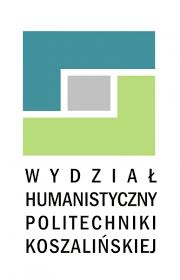 WYDZIAŁ
HUMANISTYCZNY
POLITECHNIKI
KOSZALIŃSKIEJ